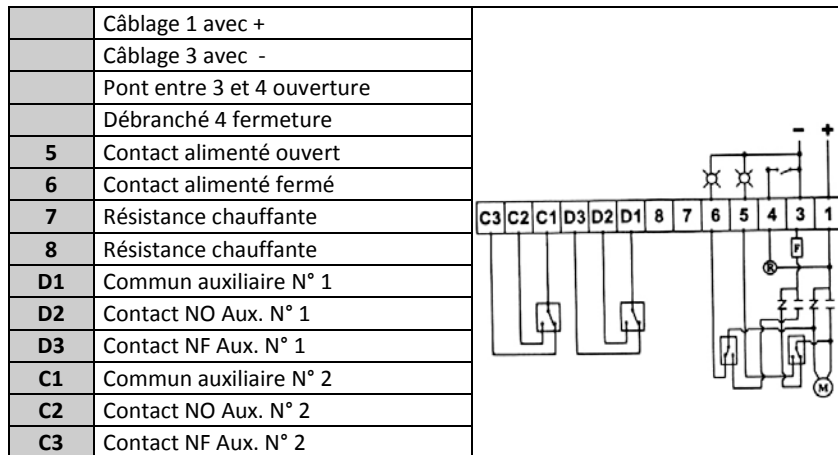 Câblage 1 avec +
Câblage 3 avec -
Pont entre 3 et 4 ouverture
Débranché 4 fermeture
5 Contact alimenté ouvert
6 Contact alimenté fermé
7 Résistance chauffante
8 Résistance chauffante
D1 Commun auxiliaire N° 1
D2 Contact NO Aux. N° 1
D3 Contact NF Aux. N° 1
C1 Commun auxiliaire N° 2
C2 Contact NO Aux. N° 2
C3 Contact NF Aux. N° 2
- +
C3 C2 C1 D3 D2 D1 8 7 6 5 4 3 1
F
R
M